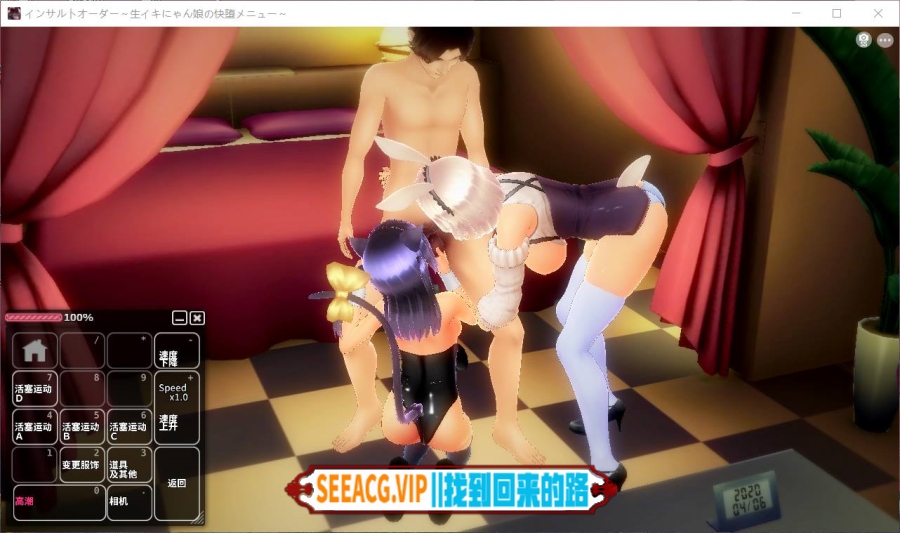 インサルトオーダー～生イキにゃん娘の快堕メニュー～
100%
/
*
-
速度
下降
7
活塞运动
D
8
9
+
Speed
x1.0
速度
上升
4
活塞运动
A
5
活塞运动
B
6
活塞运动
C
1
2
变更服饰
3
道具
及其他
返回
0
高潮
.
相机
SEEACG.VIP||找到回来的路
2020
04/06